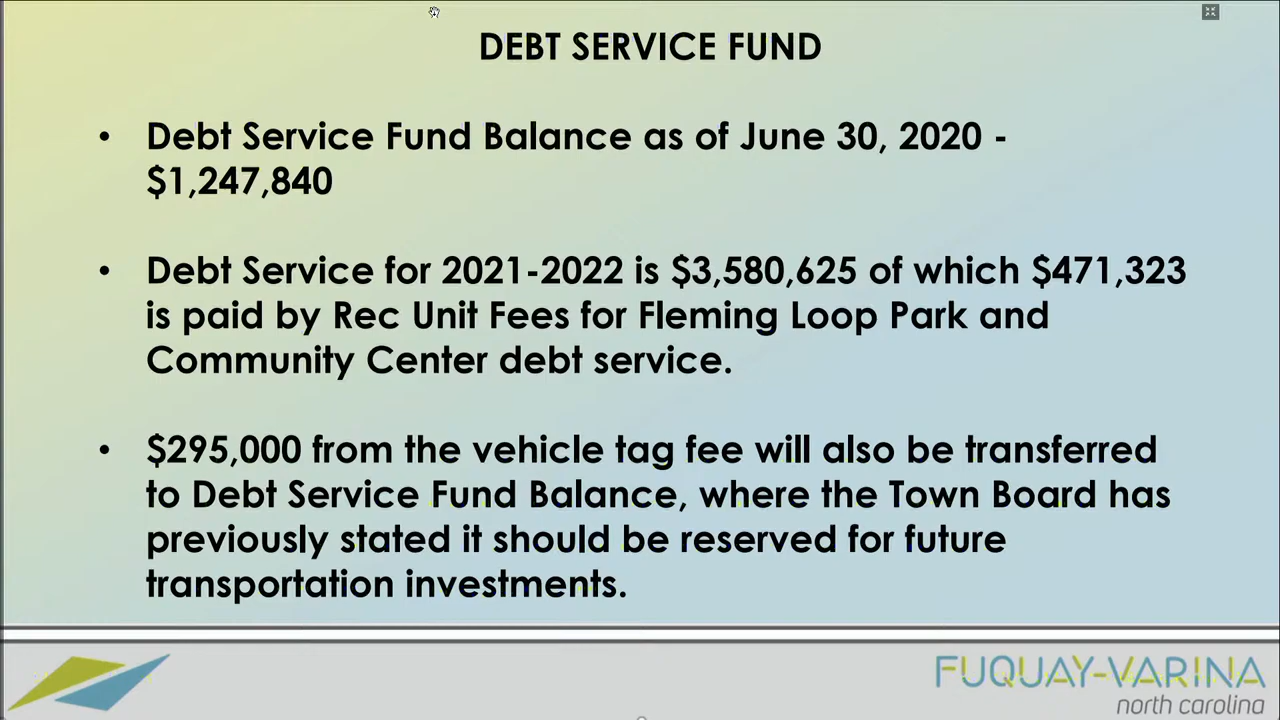 DEBT SERVICE FUND
• Debt Service Fund Balance as of June 30, 2020 -
$1,247,840
• Debt Service for 2021-2022 is $3,580,625 of which $471,323
is paid by Rec Unit Fees for Fleming Loop Park and
Community Center debt service.
• $295,000 from the vehicle tag fee will also be transferred
to Debt Service Fund Balance, where the Town Board has
previously stated it should be reserved for future
transportation investments.
FUQUAY-VARINA
north carolina